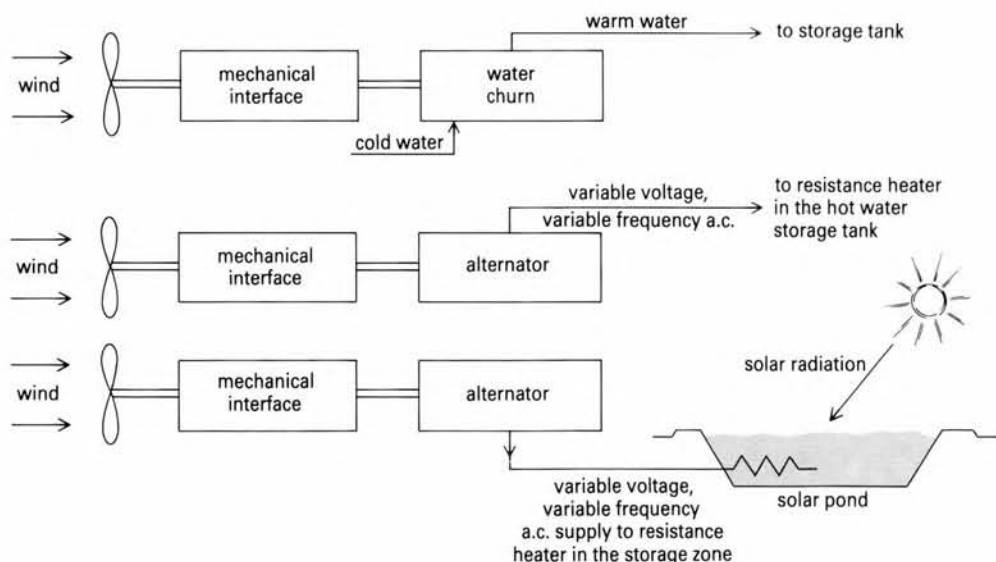 warm water
to storage tank
wind
mechanical
interface
water
churn
cold water
variable voltage,
variable frequency a.c.
to resistance heater
in the hot water
storage tank
wind
mechanical
interface
alternator
solar radiation
wind
mechanical
interface
alternator
variable voltage,
variable frequency
a.c. supply to resistance
heater in the storage zone
solar pond